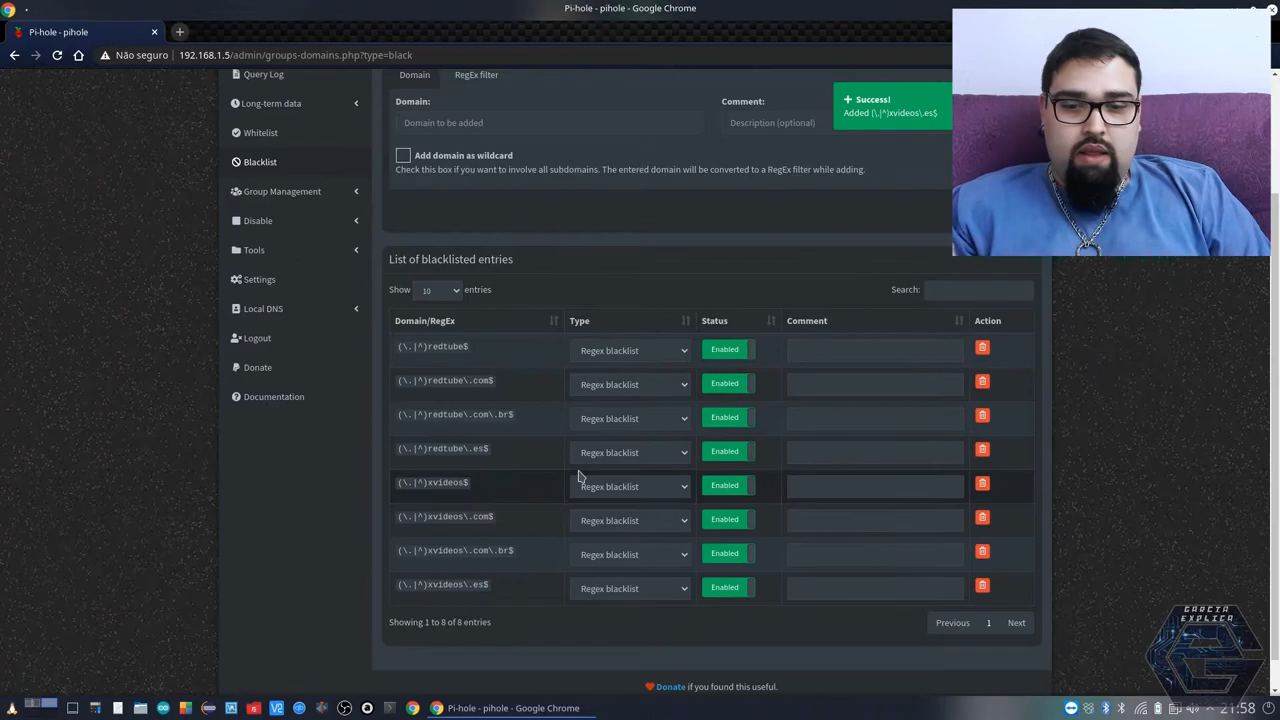 Pi-hole - pihole - Google Chrome
Pi-hole - pihole
Não seguro
192.168.1.5/admin/groups-domains.php?type=black
Query Log
Long-term data
Whitelist
Blacklist
Group Management
Disable
Tools
Settings
Local DNS
Logout
Donate
Documentation
Domain
RegEx filter
Domain:
Comment:
Domain to be added
Description (optional)
Success!
Added (\.|^)xvideos\.es$
Add domain as wildcard
Check this box if you want to involve all subdomains. The entered domain will be converted to a RegEx filter while adding.
List of blacklisted entries
Show 10 entries
Search:
Domain/RegEx Type Status Comment Action
(\.|^)redtube$ Regex blacklist Enabled
(\.|^)redtube\.com$ Regex blacklist Enabled
(\.|^)redtube\.com\.br$ Regex blacklist Enabled
(\.|^)redtube\.es$ Regex blacklist Enabled
(\.|^)xvideos$ Regex blacklist Enabled
(\.|^)xvideos\.com$ Regex blacklist Enabled
(\.|^)xvideos\.com\.br$ Regex blacklist Enabled
(\.|^)xvideos\.es$ Regex blacklist Enabled
Showing 1 to 8 of 8 entries
Previous 1 Next
Donate if you found this useful.
GARCIA
EXPLICA
Pi-hole - pihole - Google Chrome
21:58